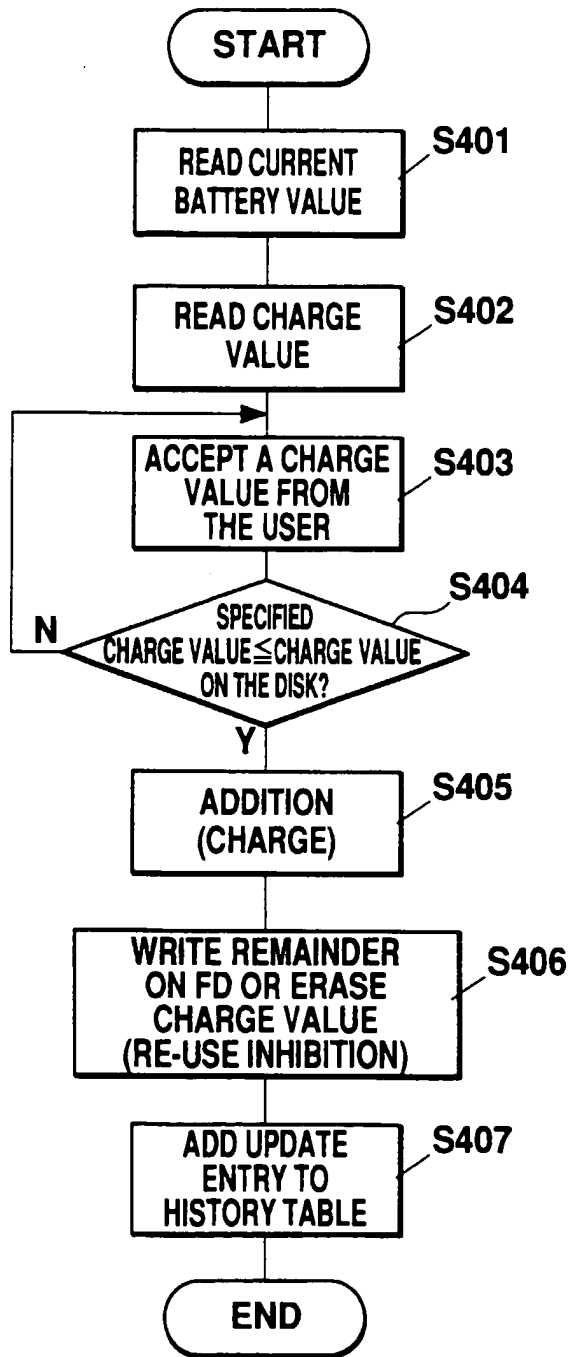 START
S401
READ CURRENT
BATTERY VALUE
S402
READ CHARGE
VALUE
S403
ACCEPT A CHARGE
VALUE FROM
THE USER
S404
SPECIFIED
N
CHARGE VALUE≦CHARGE VALUE
ON THE DISK?
Y
S405
ADDITION
(CHARGE)
WRITE REMAINDER
S406
ON FD OR ERASE
CHARGE VALUE
(RE-USE INHIBITION)
S407
ADD UPDATE
ENTRY TO
HISTORY TABLE
END